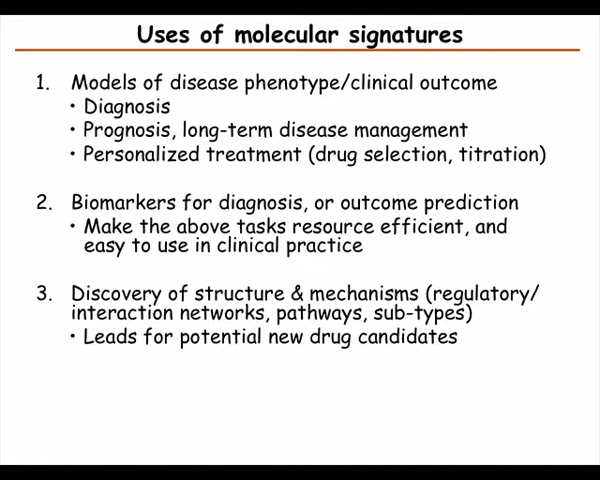 Uses of molecular signatures
1. Models of disease phenotype/clinical outcome
• Diagnosis
• Prognosis, long-term disease management
• Personalized treatment (drug selection, titration)
2. Biomarkers for diagnosis, or outcome prediction
• Make the above tasks resource efficient, and
easy to use in clinical practice
3. Discovery of structure & mechanisms (regulatory/
interaction networks, pathways, sub-types)
• Leads for potential new drug candidates